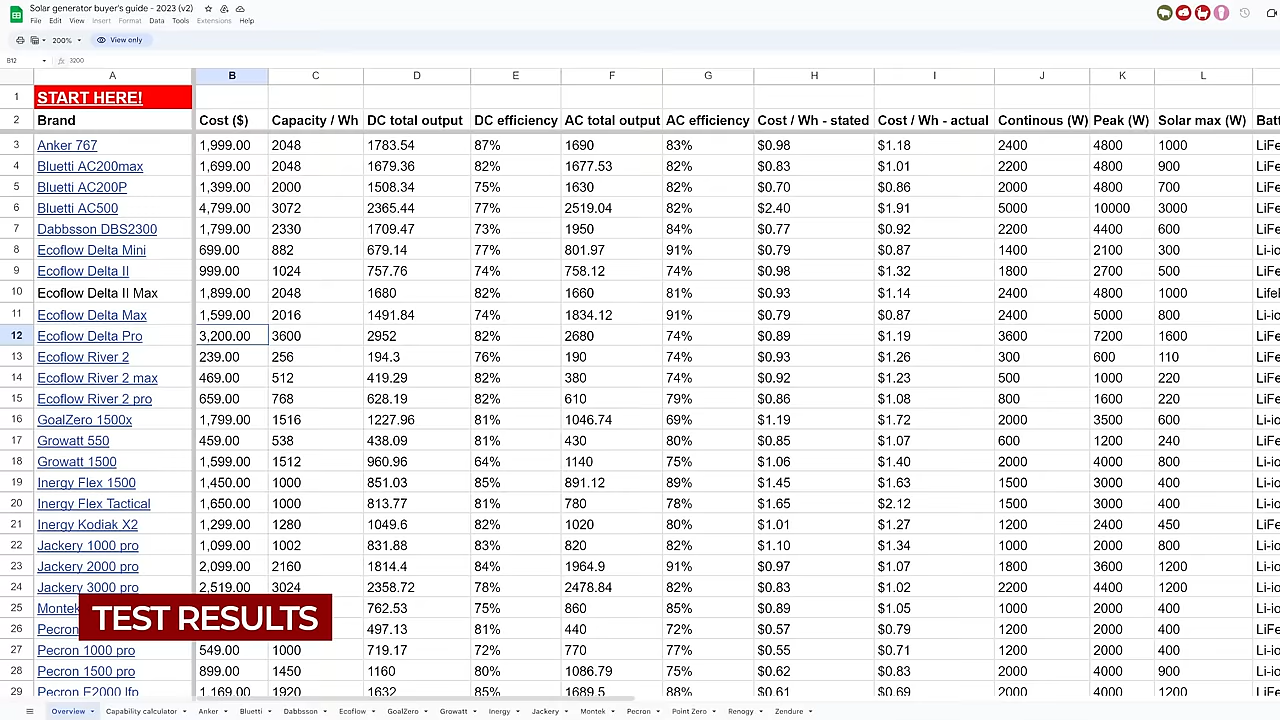 Solar generator buyer's guide - 2023 (v2)
File Edit View Insert Format Data Tools Extensions Help
200% View only
B12 fx 3200
A B C D E F G H I J K L
1 START HERE!
2 Brand Cost ($) Capacity / Wh DC total output DC efficiency AC total output AC efficiency Cost / Wh - stated Cost / Wh - actual Continous (W) Peak (W) Solar max (W) Batt
3 Anker 767 1,999.00 2048 1783.54 87% 1690 83% $0.98 $1.18 2400 4800 1000 LiFe
4 Bluetti AC200max 1,699.00 2048 1679.36 82% 1677.53 82% $0.83 $1.01 2200 4800 900 LiFe
5 Bluetti AC200P 1,399.00 2000 1508.34 75% 1630 82% $0.70 $0.86 2000 4800 700 LiFe
6 Bluetti AC500 4,799.00 3072 2365.44 77% 2519.04 82% $2.40 $1.91 5000 10000 3000 LiFe
7 Dabbsson DBS2300 1,799.00 2330 1709.47 73% 1950 84% $0.77 $0.92 2200 4400 600 LiFe
8 Ecoflow Delta Mini 699.00 882 679.14 77% 801.97 91% $0.79 $0.87 1400 2100 300 Li-io
9 Ecoflow Delta II 999.00 1024 757.76 74% 758.12 74% $0.98 $1.32 1800 2700 500 LiFe
10 Ecoflow Delta II Max 1,899.00 2048 1680 82% 1660 81% $0.93 $1.14 2400 4800 1000 Lifel
11 Ecoflow Delta Max 1,599.00 2016 1491.84 74% 1834.12 91% $0.79 $0.87 2400 5000 800 Li-io
12 Ecoflow Delta Pro 3,200.00 3600 2952 82% 2680 74% $0.89 $1.19 3600 7200 1600 LiFe
13 Ecoflow River 2 239.00 256 194.3 76% 190 74% $0.93 $1.26 300 600 110 LiFe
14 Ecoflow River 2 max 469.00 512 419.29 82% 380 74% $0.92 $1.23 500 1000 220 LiFe
15 Ecoflow River 2 pro 659.00 768 628.19 82% 610 79% $0.86 $1.08 800 1600 220 LiFe
16 GoalZero 1500x 1,799.00 1516 1227.96 81% 1046.74 69% $1.19 $1.72 2000 3500 600 Li-io
17 Growatt 550 459.00 538 438.09 81% 430 80% $0.85 $1.07 600 1200 240 LiFe
18 Growatt 1500 1,599.00 1512 960.96 64% 1140 75% $1.06 $1.40 2000 4000 800 Li-io
19 Inergy Flex 1500 1,450.00 1000 851.03 85% 891.12 89% $1.45 $1.63 1500 3000 400 Li-io
20 Inergy Flex Tactical 1,650.00 1000 813.77 81% 780 78% $1.65 $2.12 1500 3000 400 Li-io
21 Inergy Kodiak X2 1,299.00 1280 1049.6 82% 1020 80% $1.01 $1.27 1200 2400 450 LiFe
22 Jackery 1000 pro 1,099.00 1002 831.88 83% 820 82% $1.10 $1.34 1000 2000 800 Li-io
23 Jackery 2000 pro 2,099.00 2160 1814.4 84% 1964.9 91% $0.97 $1.07 1800 3600 1200 Li-io
24 Jackery 3000 pro 2,519.00 3024 2358.72 78% 2478.84 82% $0.83 $1.02 2200 4400 1200 Li-io
25 Montek 762.53 75% 860 85% $0.89 $1.05 1000 2000 400 Li-io
TEST RESULTS
26 Pecron 497.13 81% 440 72% $0.57 $0.79 1200 2000 400 Li-io
27 Pecron 1000 pro 549.00 1000 719.17 72% 770 77% $0.55 $0.71 1200 2000 400 Li-io
28 Pecron 1500 pro 899.00 1450 1160 80% 1086.79 75% $0.62 $0.83 2000 4000 900 Li-io
29 Pecron E2000 lfp 1,169.00 1920 1632 85% 1689.5 88% $0.61 $0.69 2000 4000 1200 LiFe
Overview Capability calculator Anker Bluetti Dabbsson Ecoflow GoalZero Growatt Inergy Jackery Montek Pecron Point Zero Renogy Zendure